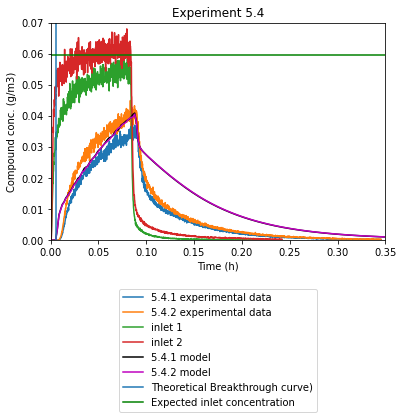 Experiment 5.4
Compound conc. (g/m3)
0.07
0.06
0.05
0.04
0.03
0.02
0.01
0.00
0.00 0.05 0.10 0.15 0.20 0.25 0.30 0.35
Time (h)
5.4.1 experimental data
5.4.2 experimental data
inlet 1
inlet 2
5.4.1 model
5.4.2 model
Theoretical Breakthrough curve)
Expected inlet concentration